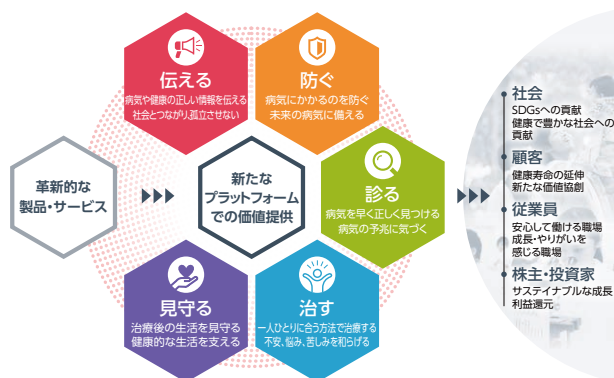 革新的な
製品・サービス
伝える
病気や健康の正しい情報を伝える
社会とつながり、孤立させない
防ぐ
病気にかかるのを防ぐ
未来の病気に備える
新たな
プラットフォーム
での価値提供
診る
病気を早く正しく見つける
病気の予兆に気づく
見守る
治療後の生活を見守る
健康的な生活を支える
治す
一人ひとりに合う方法で治療する
不安、悩み、苦しみを和らげる
社会
SDGsへの貢献
健康で豊かな社会への
貢献
顧客
健康寿命の延伸
新たな価値協創
従業員
安心して働ける職場
成長・やりがいを
感じる職場
株主・投資家
サステイナブルな成長
利益還元